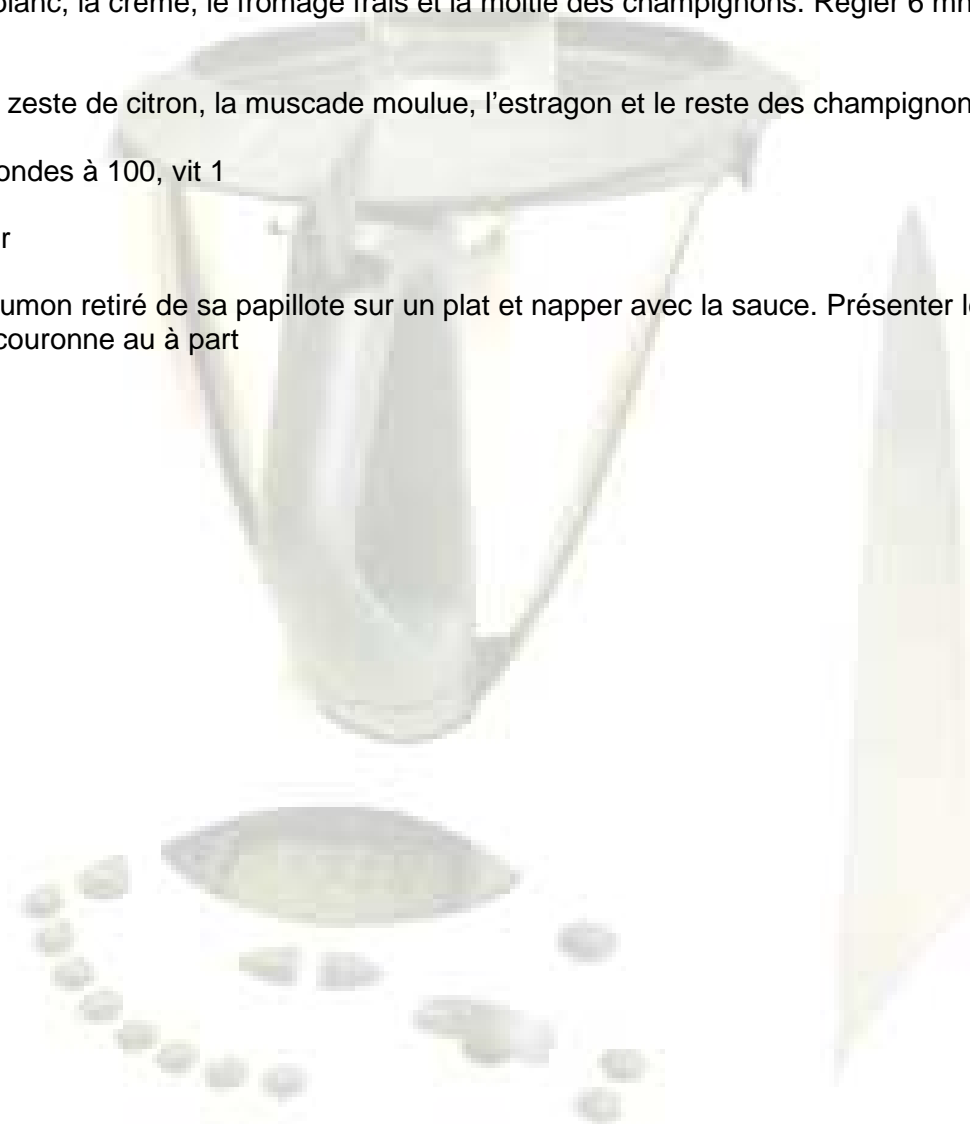 blanc, la crème, le fromage frais et la moitié des champignons. Régler 6 mn
zeste de citron, la muscade moulue, l’estragon et le reste des champignon
ondes à 100, vit 1
r
umon retiré de sa papillote sur un plat et napper avec la sauce. Présenter le
couronne au à part